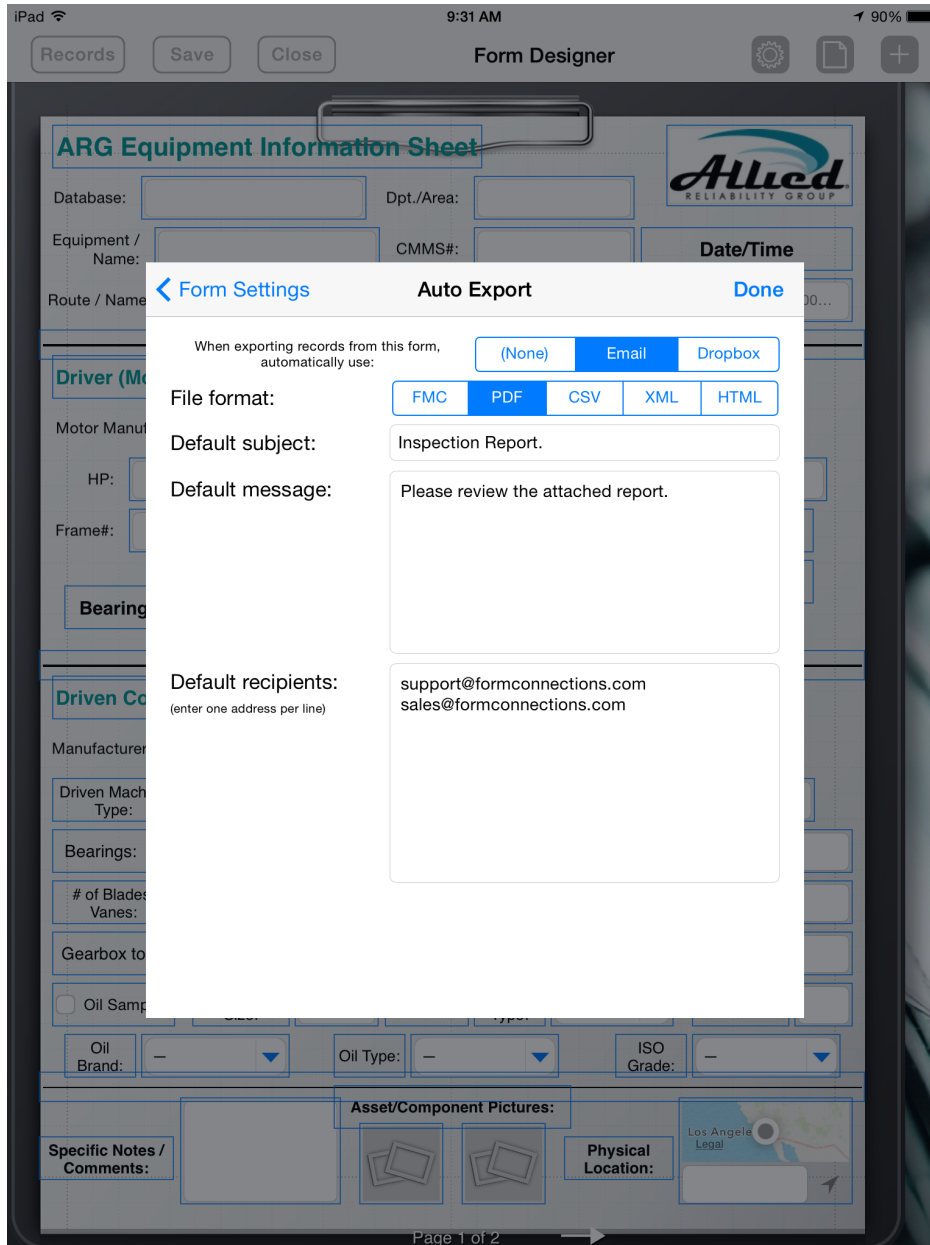 iPad 9:31 AM 90%
Records Save Close Form Designer
ARG Equipment Information Sheet
Allied
RELIABILITY GROUP
Database: Dpt./Area:
Equipment / Name: CMMS#: Date/Time
Route / Name
Form Settings Auto Export Done
When exporting records from this form,
automatically use:
(None) Email Dropbox
File format: FMC PDF CSV XML HTML
Default subject: Inspection Report.
Default message: Please review the attached report.
Default recipients:
(enter one address per line)
support@formconnections.com
sales@formconnections.com
Driver (Mo
Motor Manuf
HP:
Frame#:
Bearing
Driven Co
Manufacturer
Driven Mach
Type:
Bearings:
# of Blades
Vanes:
Gearbox to
Oil Samp
Oil
Brand: –
Oil Type: –
ISO
Grade: –
Asset/Component Pictures:
Specific Notes /
Comments:
Physical
Location:
Los Angele
Legal
Page 1 of 2